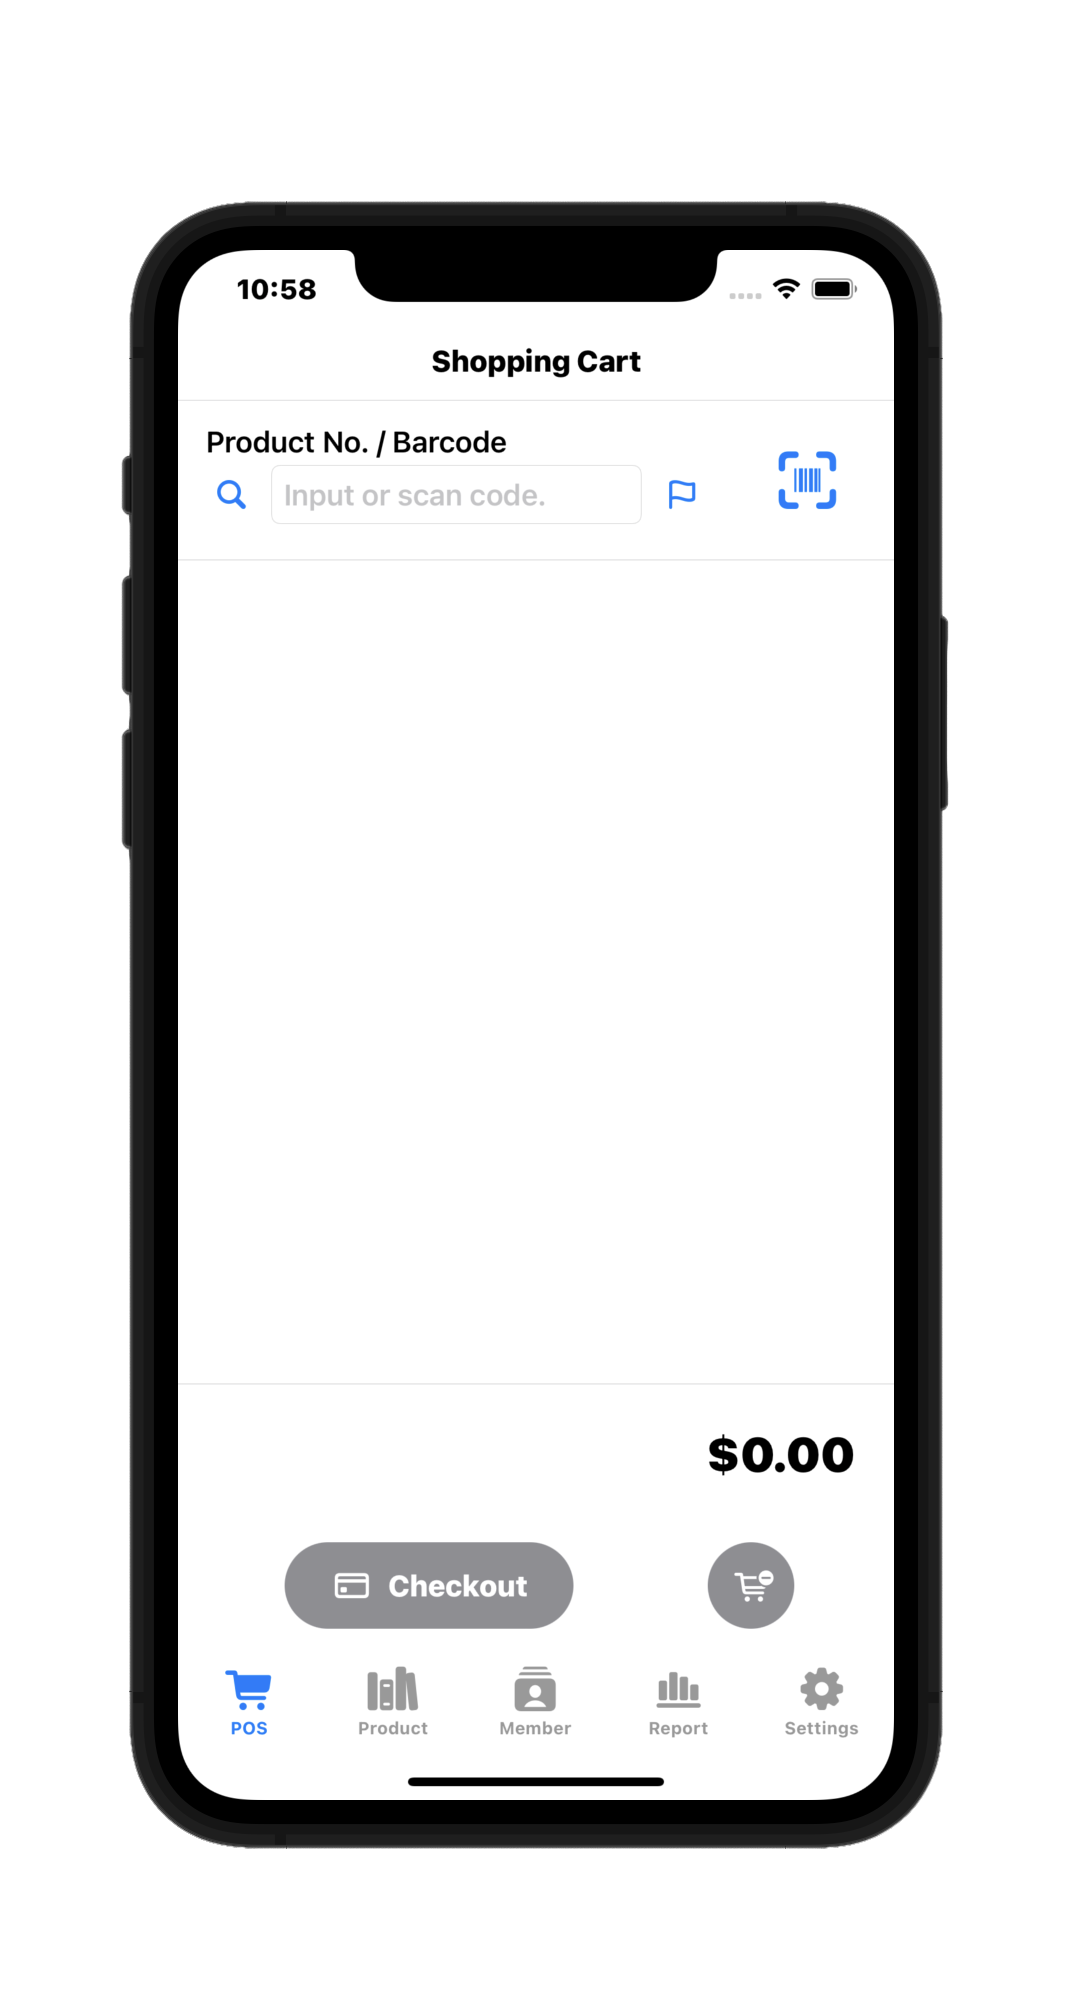 10:58
Shopping Cart
Product No. / Barcode
Input or scan code.
$0.00
Checkout
POS
Product
Member
Report
Settings